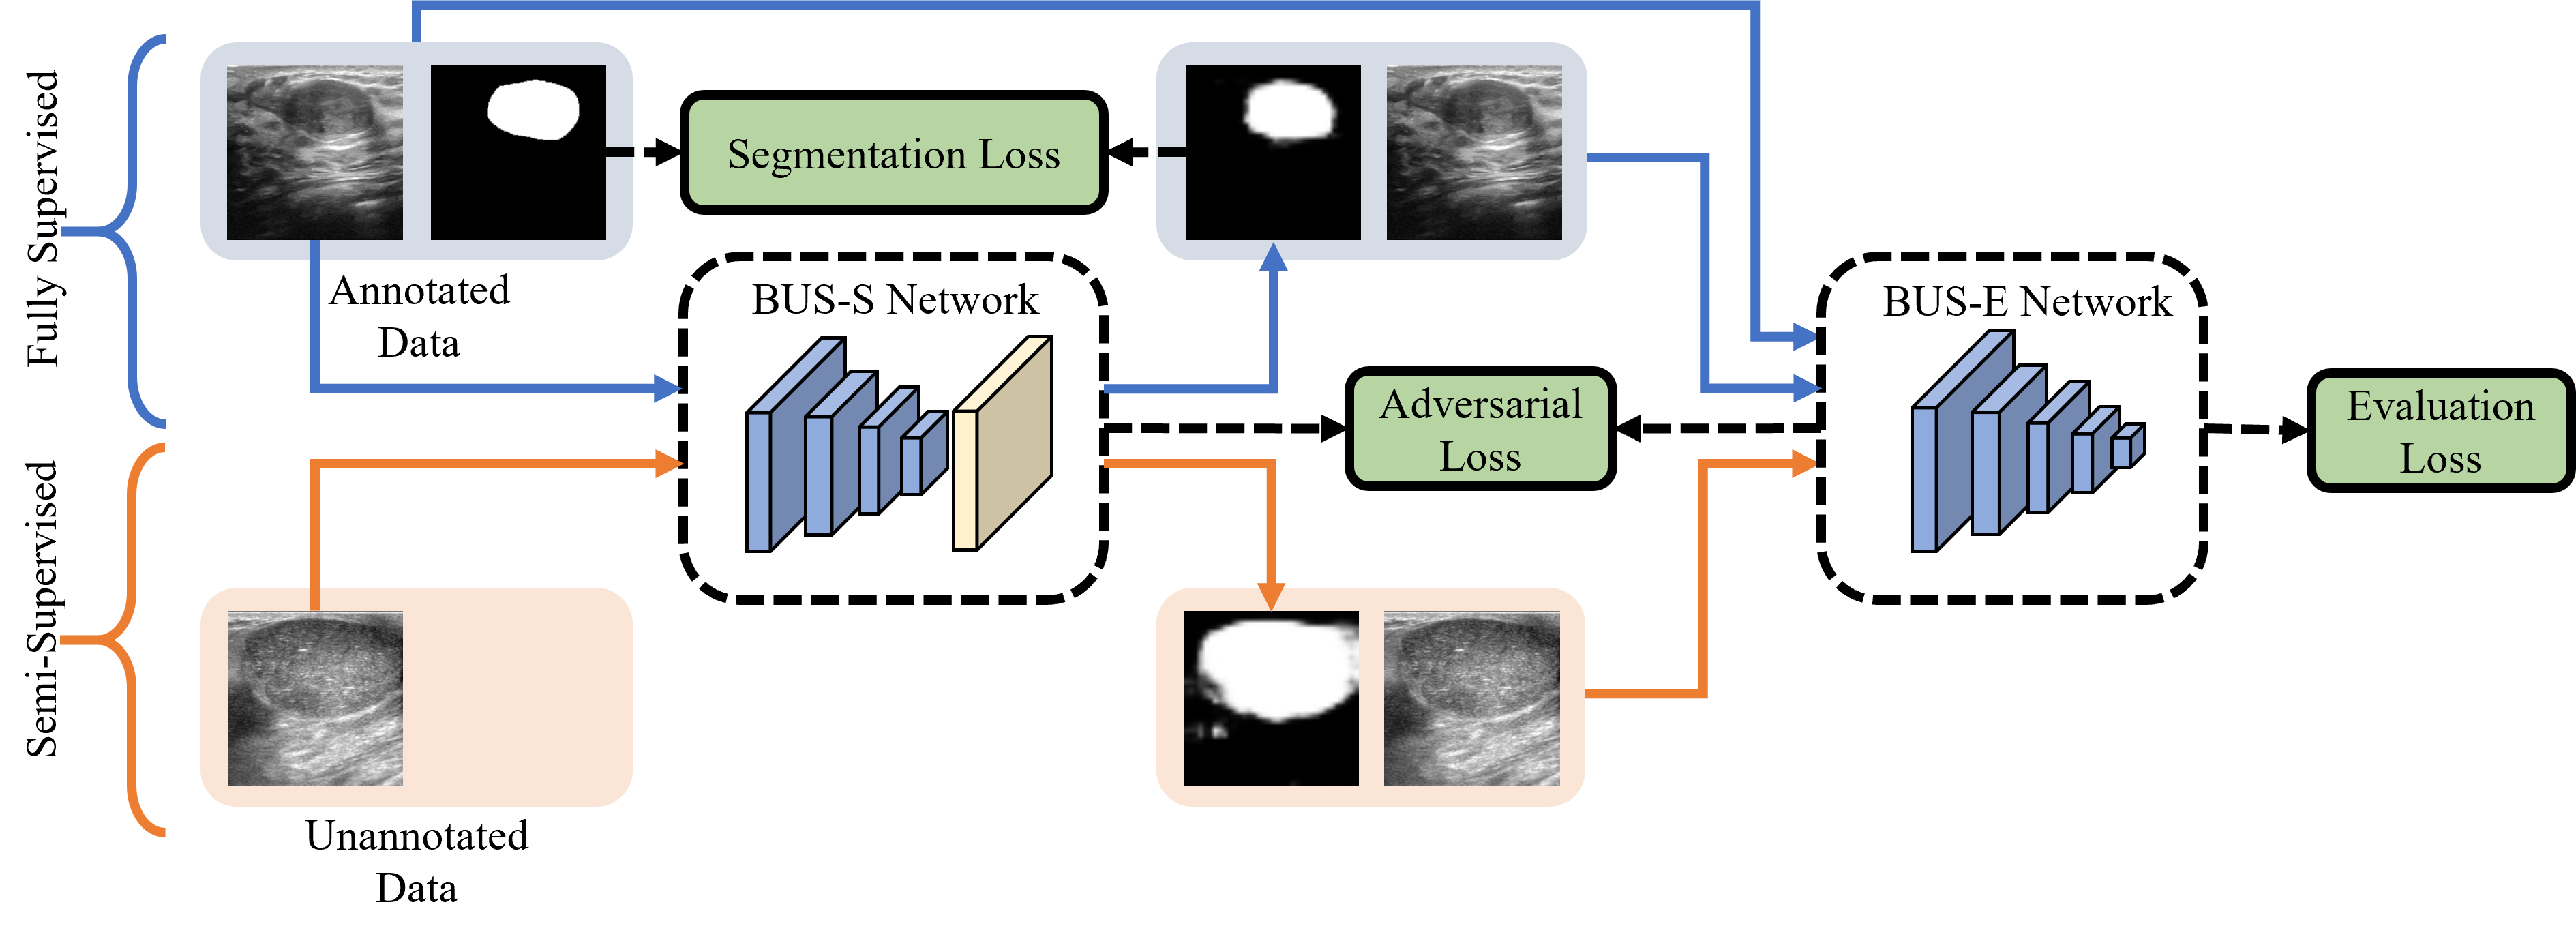 Fully Supervised
Semi-Supervised
Annotated
Data
Unannotated
Data
Segmentation Loss
BUS-S Network
Adversarial
Loss
BUS-E Network
Evaluation
Loss